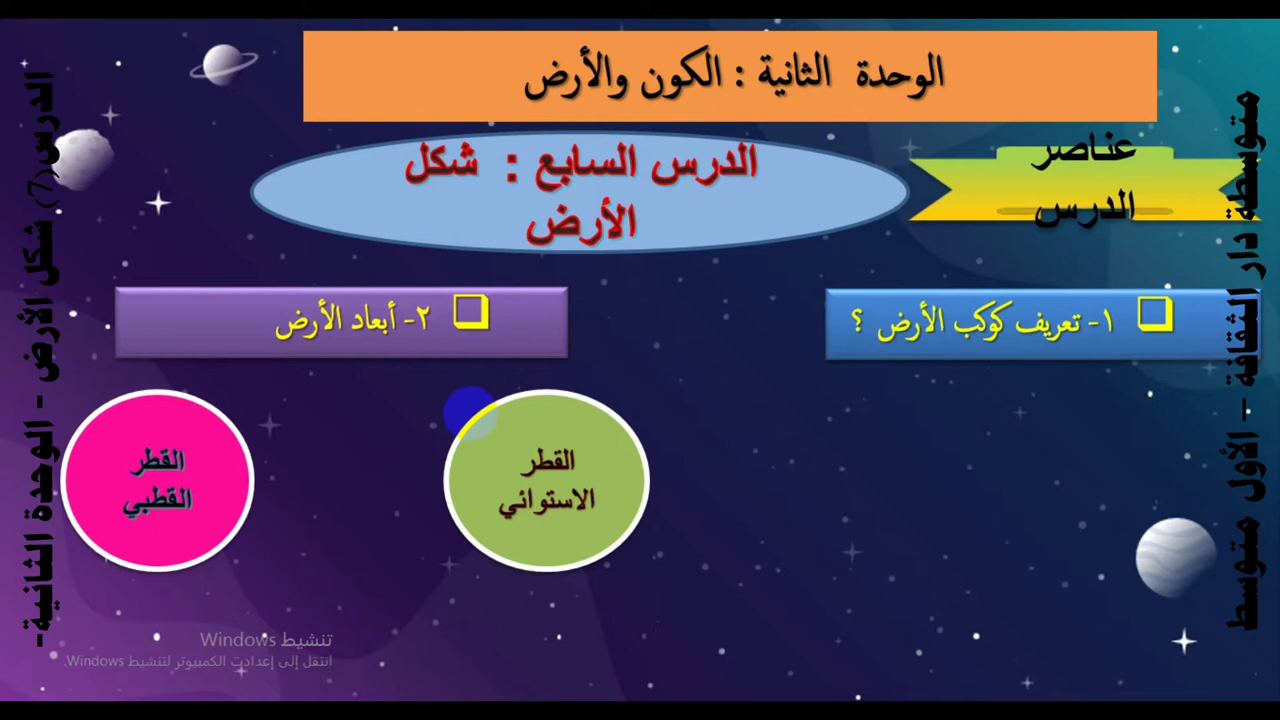 الوحدة الثانية : الكون والأرض
عناصر
الدرس
الدرس السابع : شكل
الأرض
١- تعريف كوكب الأرض ؟
٢- أبعاد الأرض
القطر
الاستوائي
القطر
القطبي
متوسطة دار الثقافة – الأول متوسط
الدرس(7) شكل الأرض - الوحدة الثانية-
تنشيط Windows
انتقل إلى إعدادت الكمبيوتر لتنشيط Windows.